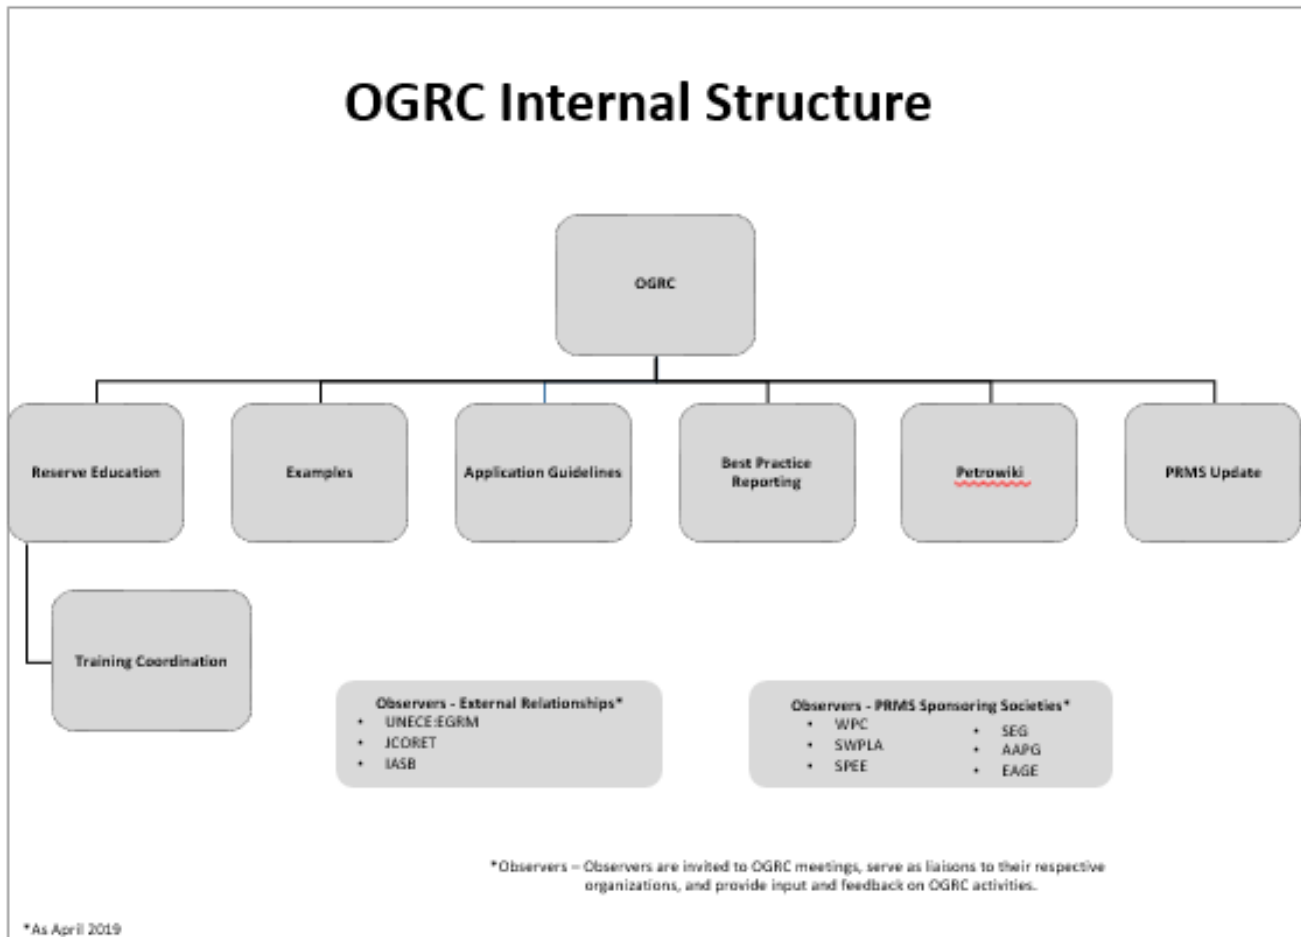 OGRC Internal Structure
OGRC
Reserve Education
Examples
Application Guidelines
Best Practice
Reporting
Petrowiki
PRMS Update
Training Coordination
Observers - External Relationships*
• UNECE:EGRM
• JCORET
• IASB
Observers - PRMS Sponsoring Societies*
• WPC
• SWPLA
• SPEE
• SEG
• AAPG
• EAGE
*Observers – Observers are invited to OGRC meetings, serve as liaisons to their respective
organizations, and provide input and feedback on OGRC activities.
*As April 2019